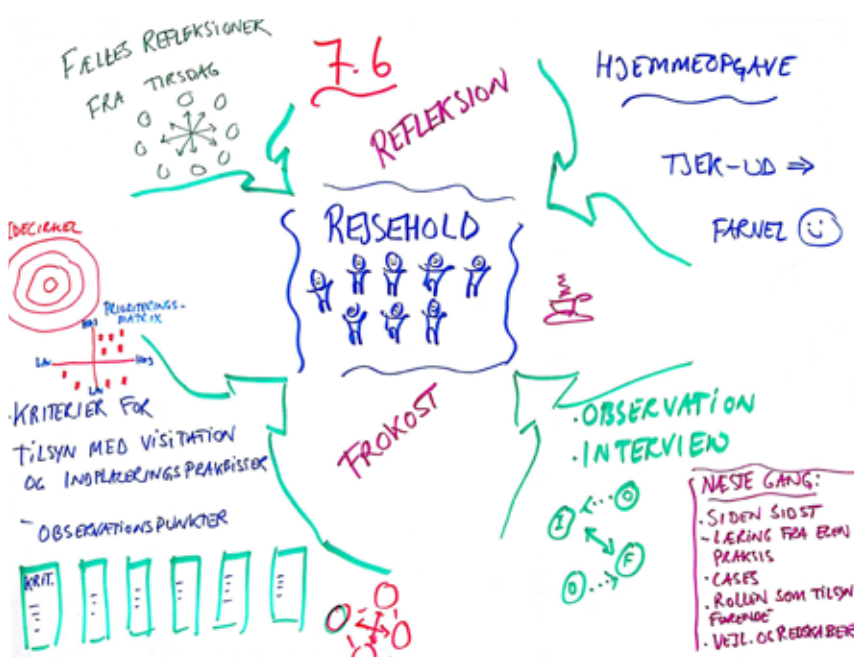 FÆLLES REFLEKSIONER
FRA TIRSDAG
7.6
REFLEKSION
HJEMMEOPGAVE
TJEK-UD ⇒
FARVEL
IDECIRKEL
PRIORITERINGS-
MATRIX
HØJ
LAV
HØJ
LAV
REJSEHOLD
·KRITERIER FOR
TILSYN MED VISITATION
OG INDPLACERINGSPRAKSISSER
- OBSERVATIONSPUNKTER
KRIT.
FROKOST
·OBSERVATION
·INTERVIEW
I
O
F
O
NÆSTE GANG:
·SIDEN SIDST
- LÆRING FRA EGEN
PRAKSIS
·CASES
·ROLLEN SOM TILSYN
FØRENDE
·VEJL. OG REDSKABER